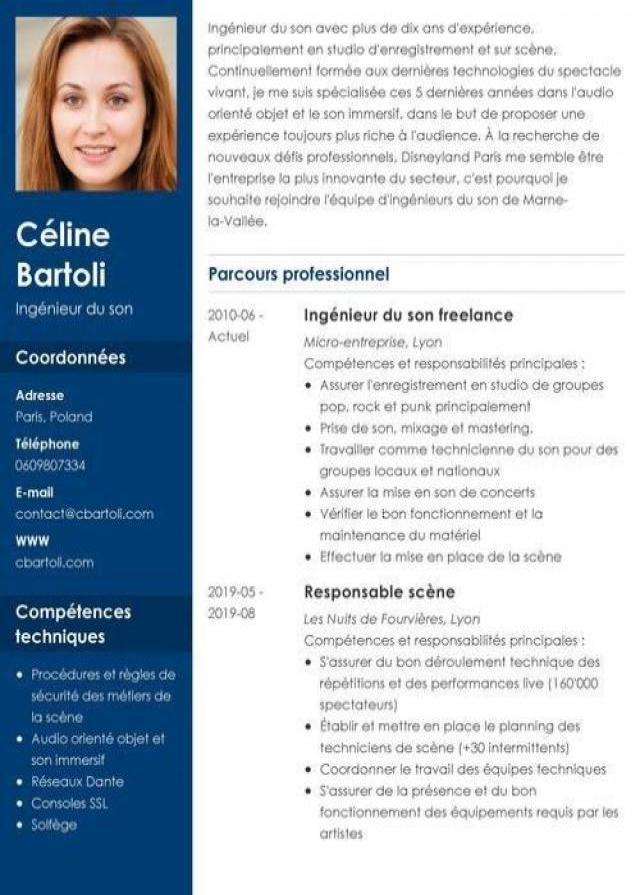 Céline
Bartoli
Ingénieur du son
Coordonnées
Adresse
Paris, Poland
Téléphone
0609807334
E-mail
contact@cbartoli.com
WWW
cbartoli.com
Compétences
techniques
• Procédures et règles de
sécurité des métiers de
la scène
• Audio orienté objet et
son immersif
• Réseaux Dante
• Consoles SSL
• Solfège
Ingénieur du son avec plus de dix ans d'expérience,
principalement en studio d'enregistrement et sur scène.
Continuellement formée aux dernières technologies du spectacle
vivant, je me suis spécialisée ces 5 dernières années dans l'audio
orienté objet et le son immersif, dans le but de proposer une
expérience toujours plus riche à l'audience. À la recherche de
nouveaux défis professionnels, Disneyland Paris me semble être
l'entreprise la plus innovante du secteur, c'est pourquoi je
souhaite rejoindre l'équipe d'ingénieurs du son de Marne-
la-Vallée.
Parcours professionnel
2010-06 -
Actuel
Ingénieur du son freelance
Micro-entreprise, Lyon
Compétences et responsabilités principales :
• Assurer l'enregistrement en studio de groupes
pop, rock et punk principalement
• Prise de son, mixage et mastering.
• Travailler comme technicienne du son pour des
groupes locaux et nationaux
• Assurer la mise en son de concerts
• Vérifier le bon fonctionnement et la
maintenance du matériel
• Effectuer la mise en place de la scène
2019-05 -
2019-08
Responsable scène
Les Nuits de Fourvières, Lyon
Compétences et responsabilités principales :
• S'assurer du bon déroulement technique des
répétitions et des performances live (160'000
spectateurs)
• Établir et mettre en place le planning des
techniciens de scène (+30 intermittents)
• Coordonner le travail des équipes techniques
• S'assurer de la présence et du bon
fonctionnement des équipements requis par les
artistes